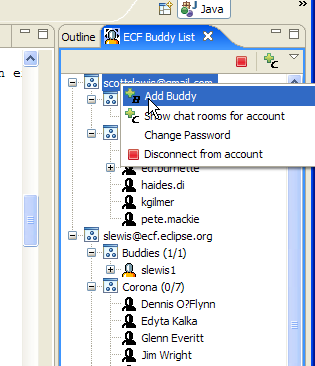 Java
Outline ECF Buddy List
scottslewis@gmail.com
Add Buddy
Show chat rooms for account
Change Password
Disconnect from account
ed.burnette
haides.di
kgilmer
pete.mackie
slewis@ecf.eclipse.org
Buddies (1/1)
slewis1
Corona (0/7)
Dennis O?Flynn
Edyta Kalka
Glenn Everitt
Jim Wright